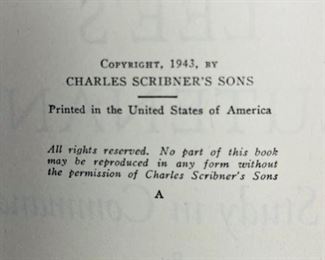 COPYRIGHT, 1943, BY
CHARLES SCRIBNER'S SONS
Printed in the United States of America
All rights reserved. No part of this book
may be reproduced in any form without
the permission of Charles Scribner's Sons
A